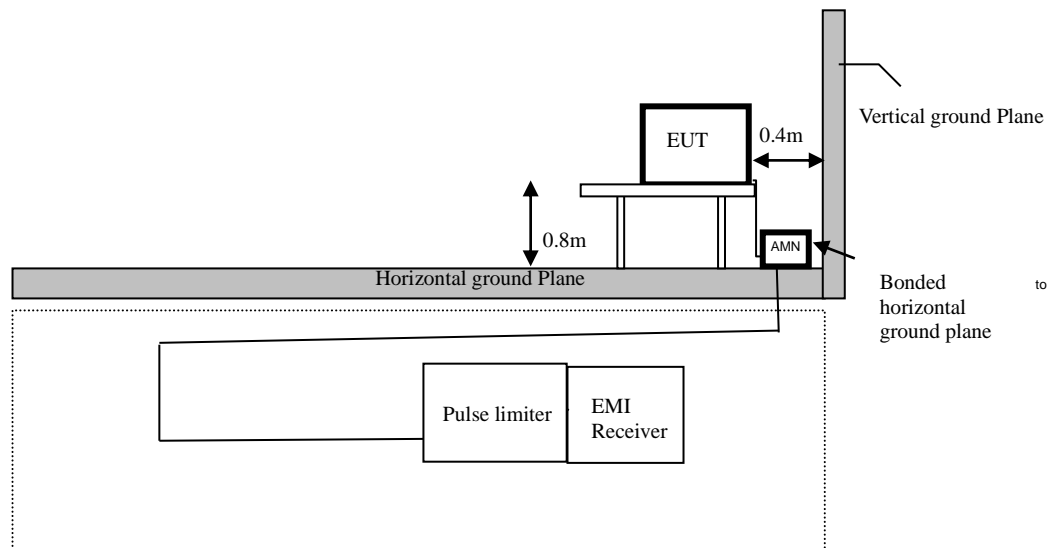 EUT
0.4m
Vertical ground Plane
0.8m
AMN
Horizontal ground Plane
Bonded to
horizontal
ground plane
Pulse limiter
EMI
Receiver